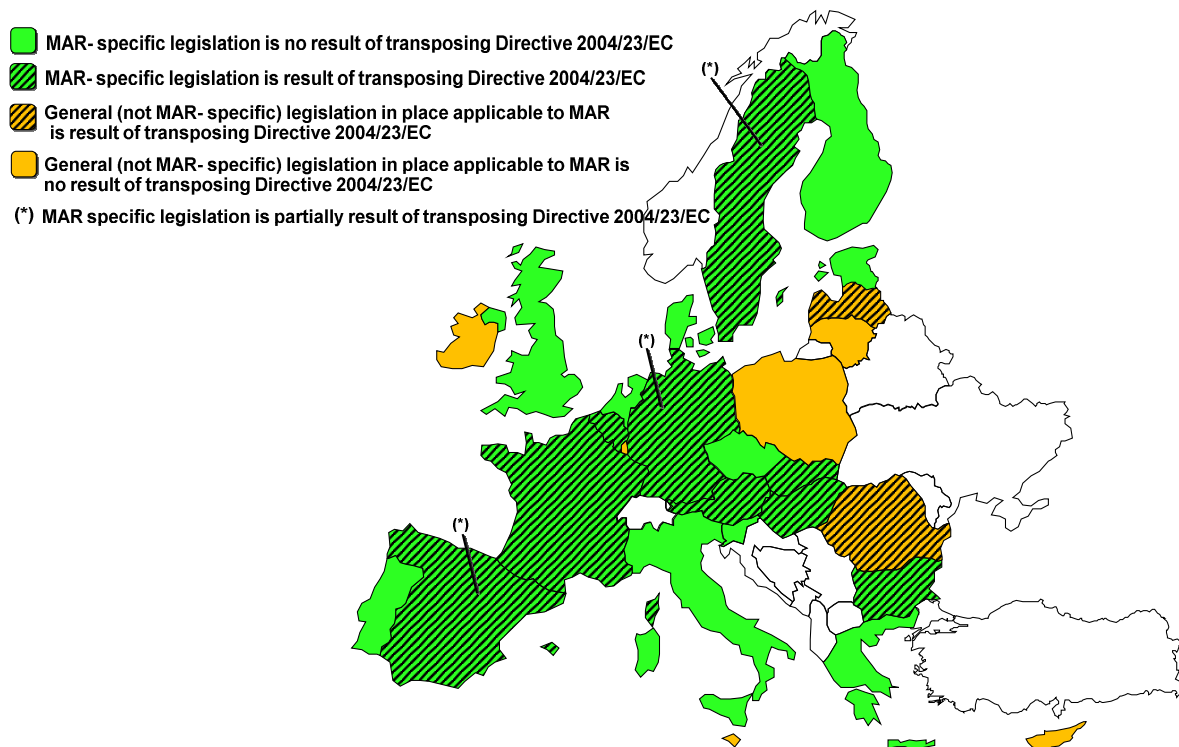 MAR- specific legislation is no result of transposing Directive 2004/23/EC
MAR- specific legislation is result of transposing Directive 2004/23/EC
General (not MAR- specific) legislation in place applicable to MAR
is result of transposing Directive 2004/23/EC
General (not MAR- specific) legislation in place applicable to MAR is
no result of transposing Directive 2004/23/EC
(*) MAR specific legislation is partially result of transposing Directive 2004/23/EC
(*)
(*)
(*)